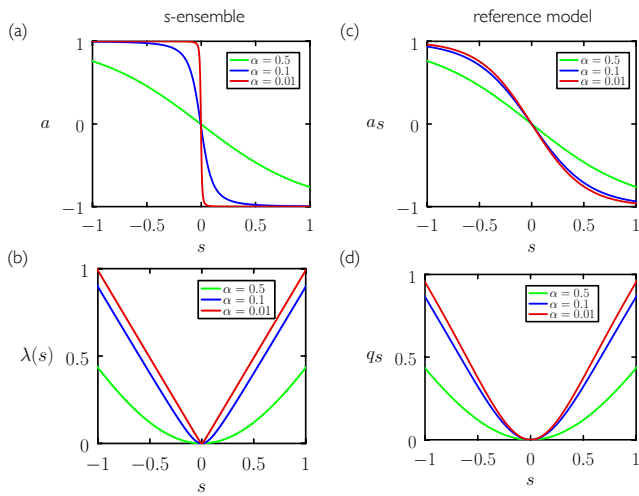 s-ensemble
reference model
(a)
1
0
−1
a
−1 −0.5 0 0.5 1
s
α = 0.5
α = 0.1
α = 0.01
(c)
1
0
−1
as
−1 −0.5 0 0.5 1
s
α = 0.5
α = 0.1
α = 0.01
(b)
1
0.5
0
λ(s)
−1 −0.5 0 0.5 1
s
α = 0.5
α = 0.1
α = 0.01
(d)
1
0.5
0
qs
−1 −0.5 0 0.5 1
s
α = 0.5
α = 0.1
α = 0.01